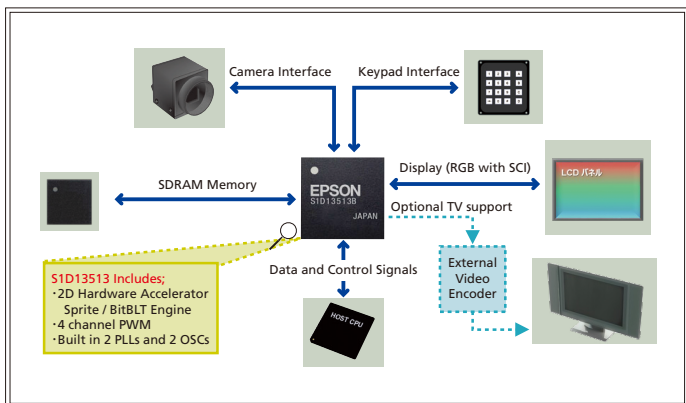 Camera Interface
Keypad Interface
SDRAM Memory
EPSON
S1D13513B
JAPAN
Display (RGB with SCI)
LCD パネル
Optional TV support
S1D13513 Includes;
・2D Hardware Accelerator
Sprite / BitBLT Engine
・4 channel PWM
・Built in 2 PLLs and 2 OSCs
Data and Control Signals
HOST CPU
External
Video
Encoder